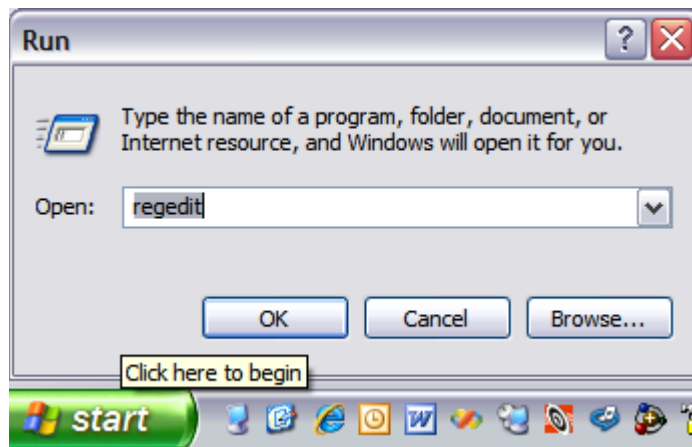 Run
Type the name of a program, folder, document, or
Internet resource, and Windows will open it for you.
Open: regedit
OK Cancel Browse...
Click here to begin
start